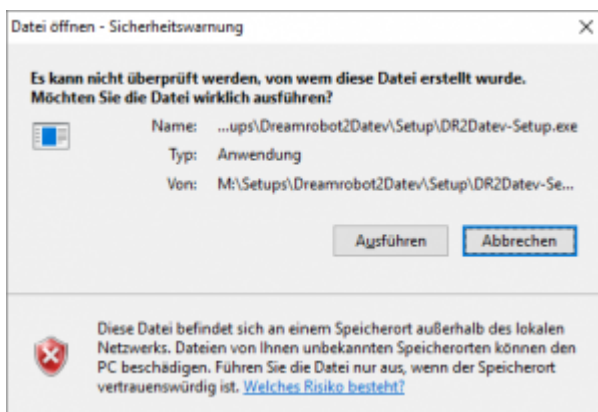 Datei öffnen - Sicherheitswarnung
Es kann nicht überprüft werden, von wem diese Datei erstellt wurde.
Möchten Sie die Datei wirklich ausführen?
Name: ...ups\Dreamrobot2Datev\Setup\DR2Datev-Setup.exe
Typ: Anwendung
Von: M:\Setups\Dreamrobot2Datev\Setup\DR2Datev-Se...
Ausführen Abbrechen
Diese Datei befindet sich an einem Speicherort außerhalb des lokalen
Netzwerks. Dateien von Ihnen unbekannten Speicherorten können den
PC beschädigen. Führen Sie die Datei nur aus, wenn der Speicherort
vertrauenswürdig ist. Welches Risiko besteht?